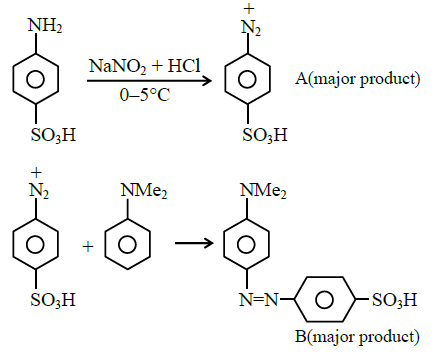 NH₂
NaNO₂ + HCl
0–5°C
SO₃H
+
N₂
SO₃H
A(major product)
+
N₂
SO₃H
+
NMe₂
NMe₂
N=N
SO₃H
B(major product)